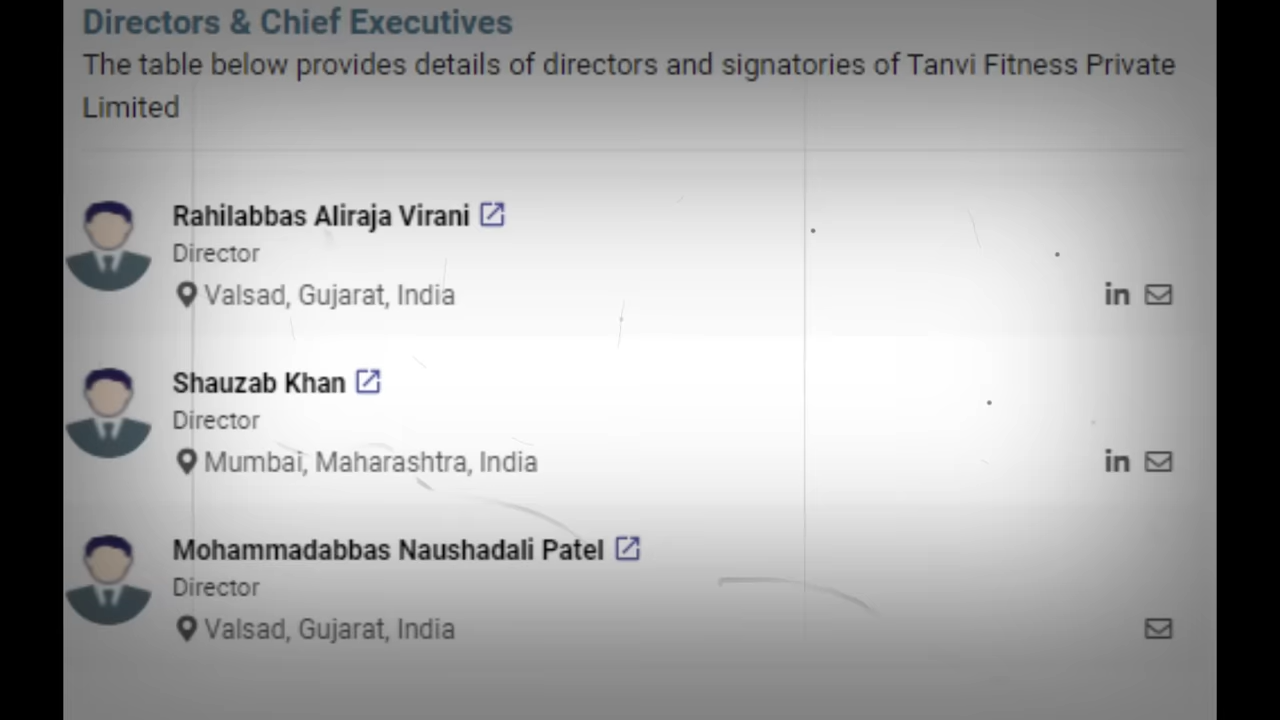 Directors & Chief Executives
The table below provides details of directors and signatories of Tanvi Fitness Private
Limited
Rahilabbas Aliraja Virani
Director
Valsad, Gujarat, India
in
Shauzab Khan
Director
Mumbai, Maharashtra, India
in
Mohammadabbas Naushadali Patel
Director
Valsad, Gujarat, India